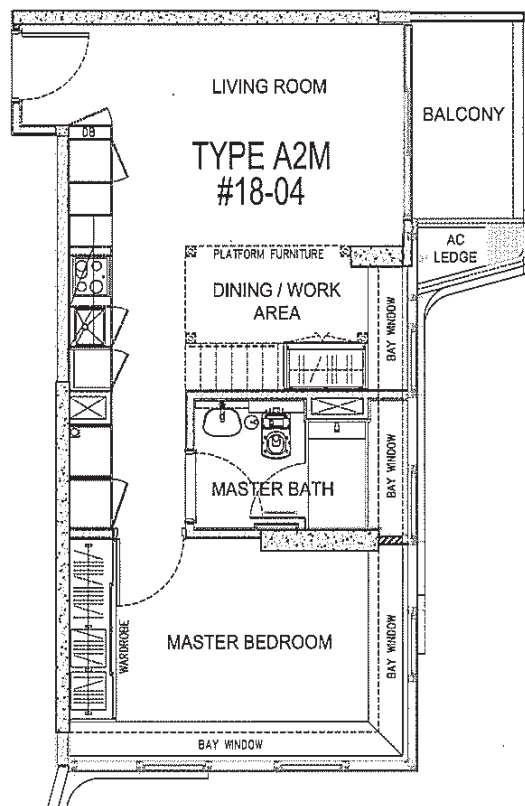 LIVING ROOM
BALCONY
DB
TYPE A2M
#18-04
AC
LEDGE
PLATFORM FURNITURE
DINING / WORK
AREA
BAY WINDOW
BAY WINDOW
MASTER BATH
BAY WINDOW
WARDROBE
MASTER BEDROOM
BAY WINDOW